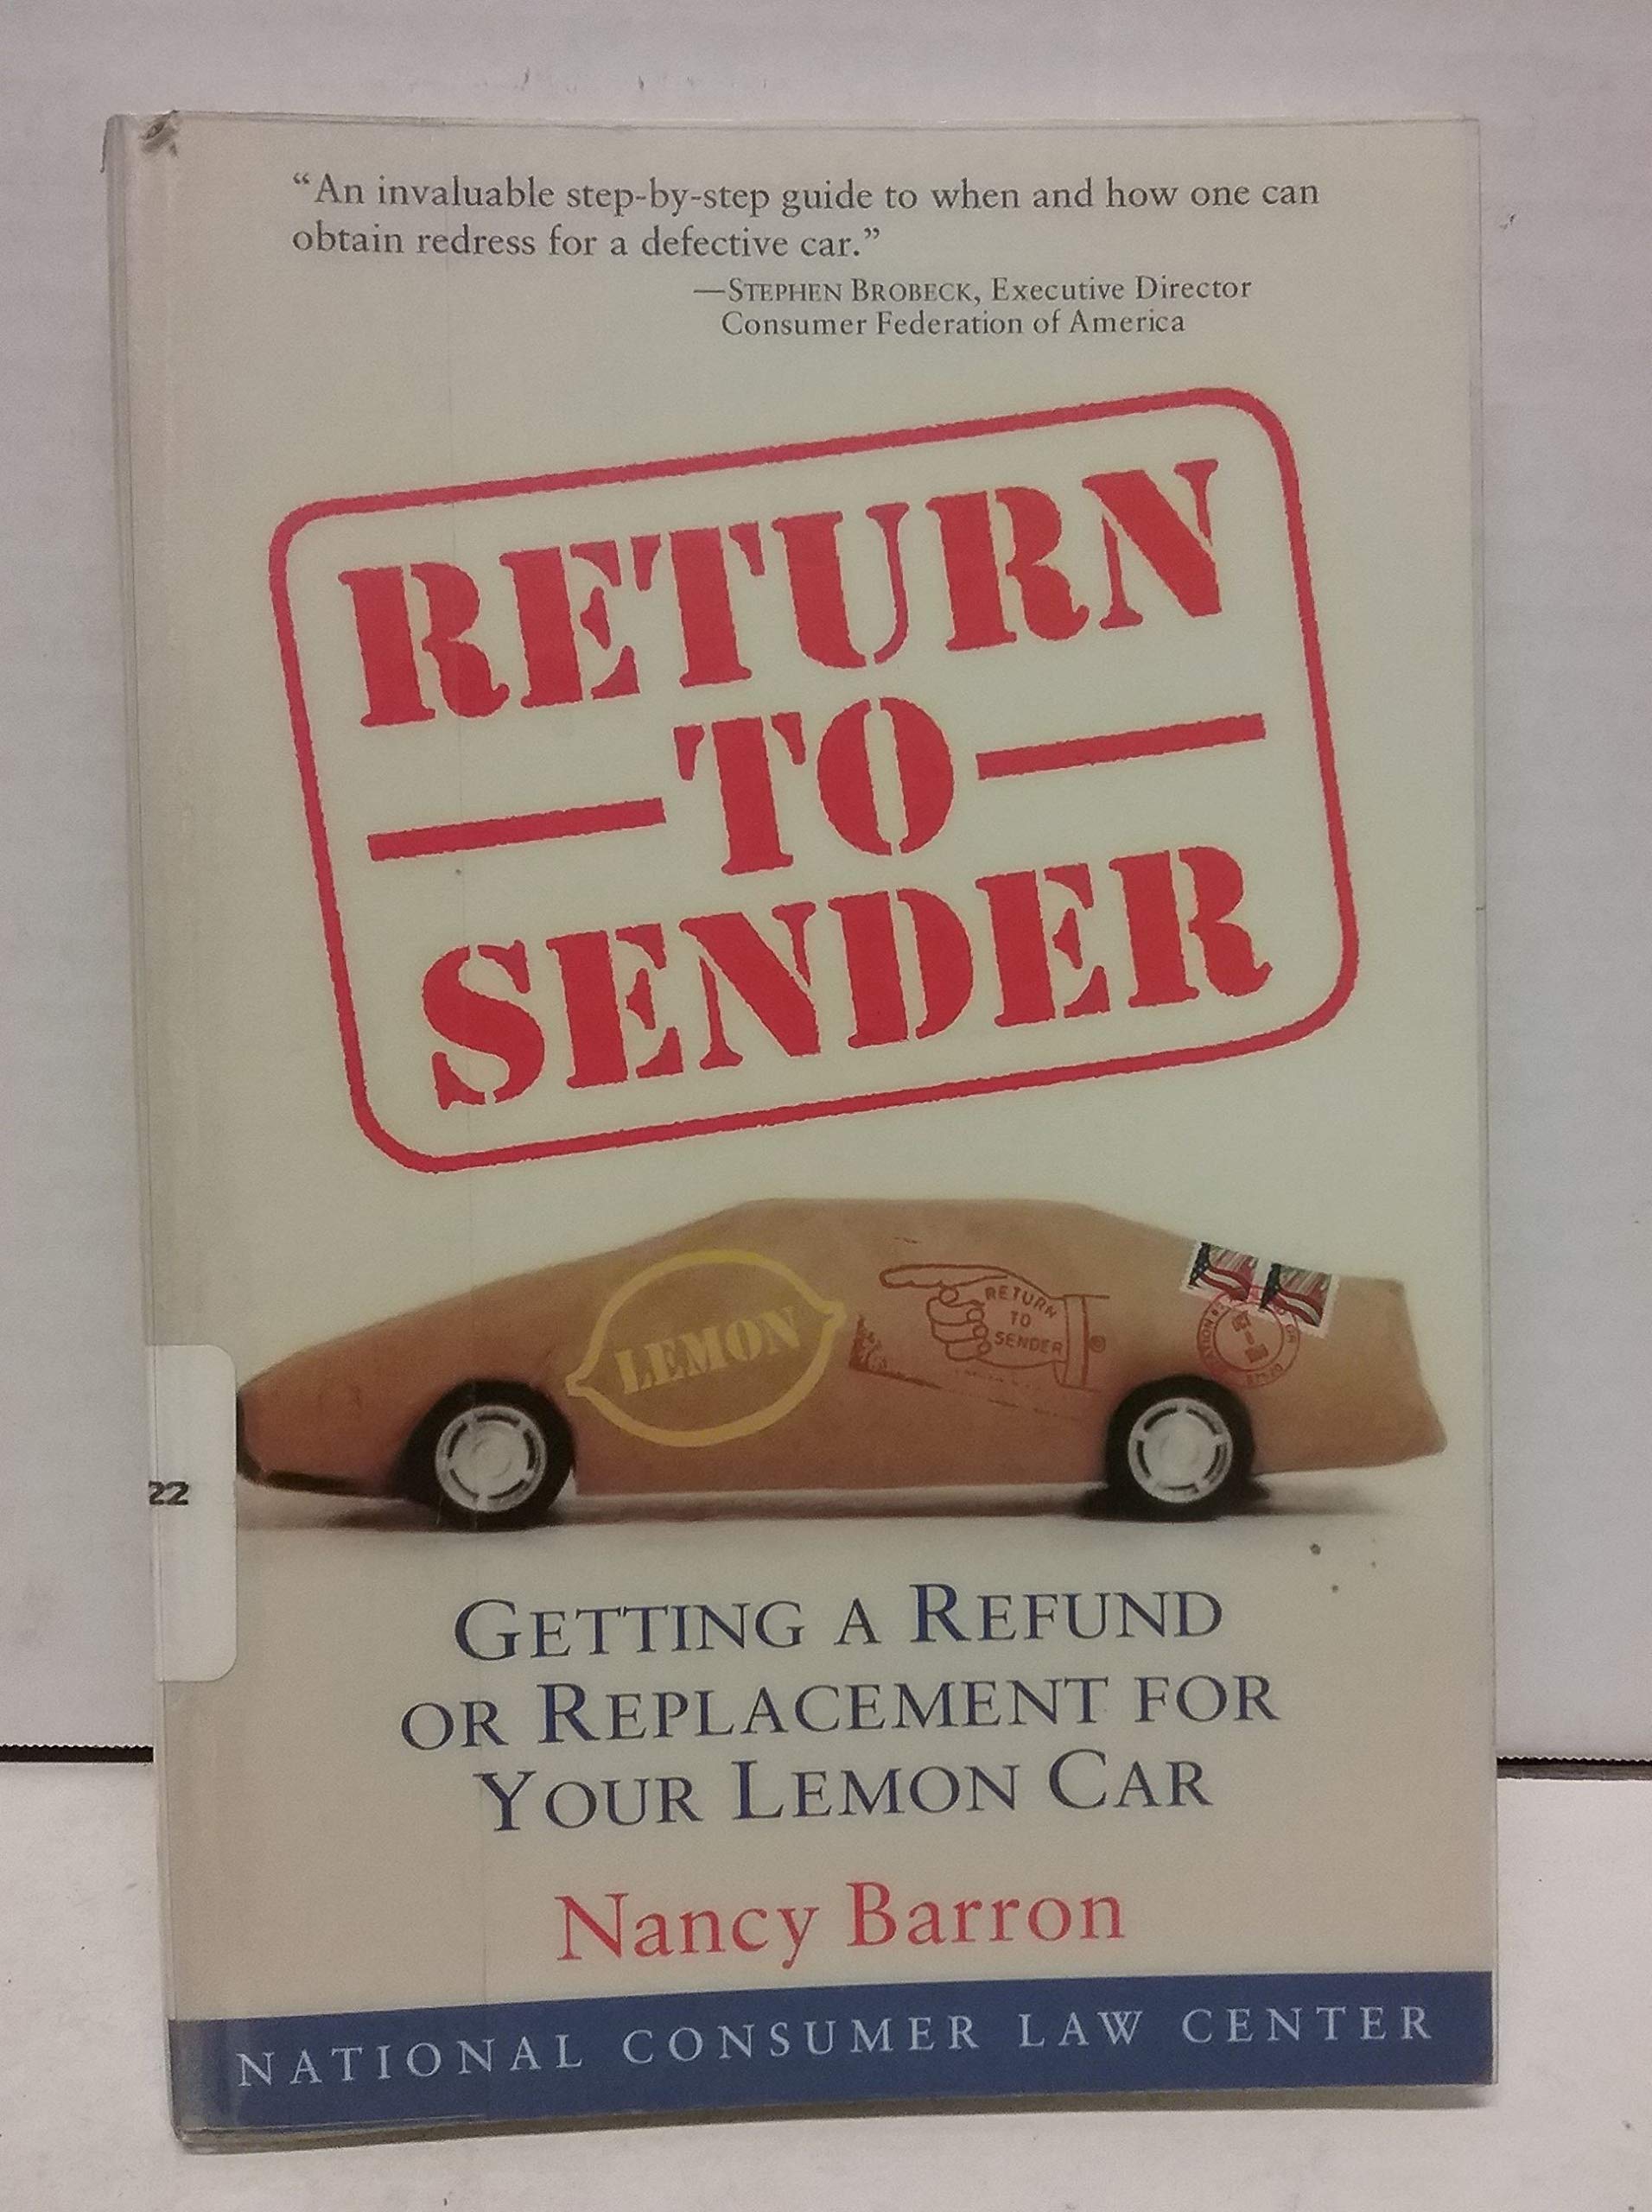 “An invaluable step-by-step guide to when and how one can
obtain redress for a defective car.”
—STEPHEN BROBECK, Executive Director
Consumer Federation of America
RETURN
TO
SENDER
LEMON
RETURN
TO
SENDER
22
GETTING A REFUND
OR REPLACEMENT FOR
YOUR LEMON CAR
Nancy Barron
NATIONAL CONSUMER LAW CENTER